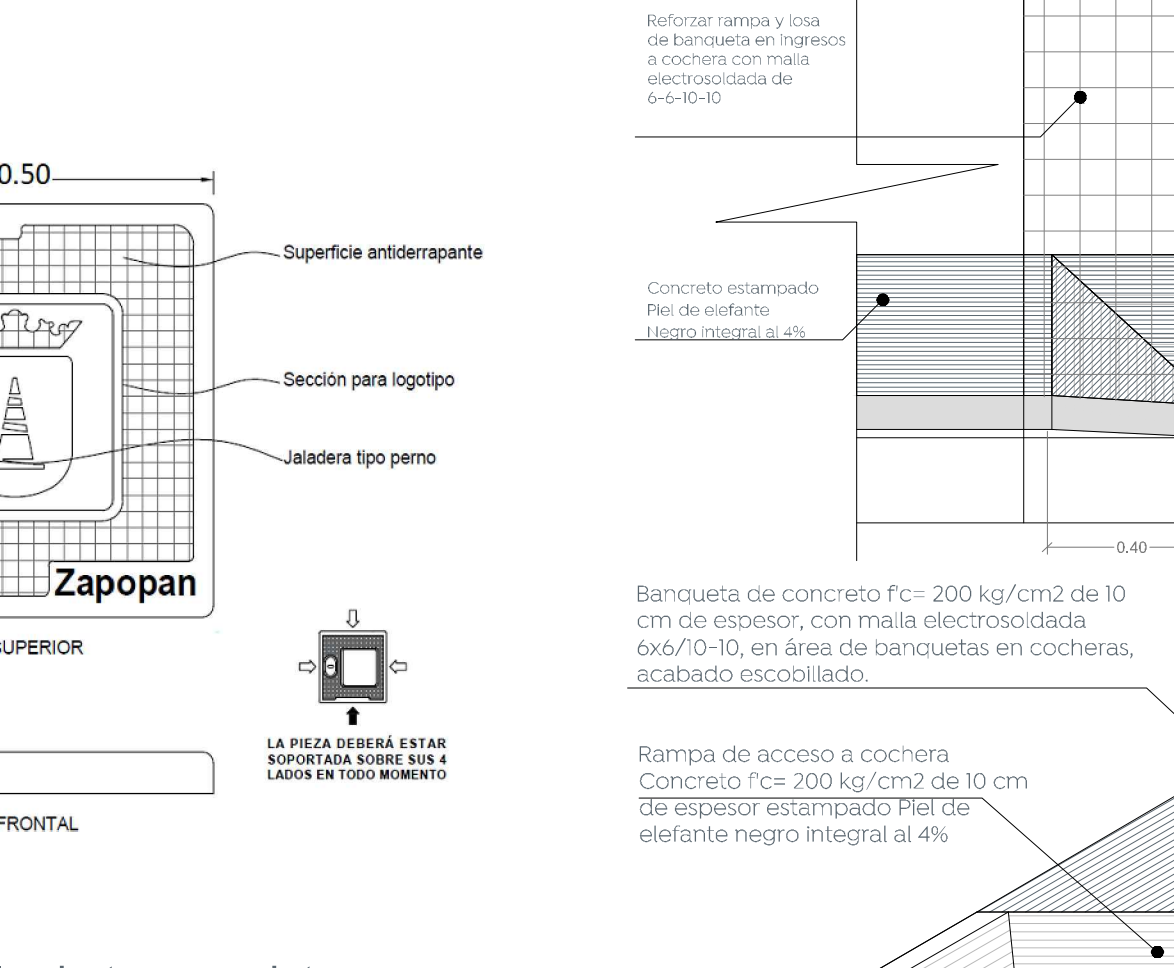 0.50
Superficie antiderrapante
Sección para logotipo
Jaladera tipo perno
Zapopan
SUPERIOR
LA PIEZA DEBERÁ ESTAR
SOPORTADA SOBRE SUS 4
LADOS EN TODO MOMENTO
FRONTAL
Reforzar rampa y losa
de banqueta en ingresos
a cochera con malla
electrosoldada de
6-6-10-10
Concreto estampado
Piel de elefante
Negro integral al 4%
0.40
Banqueta de concreto f'c= 200 kg/cm2 de 10
cm de espesor, con malla electrosoldada
6x6/10-10, en área de banquetas en cocheras,
acabado escobillado.
Rampa de acceso a cochera
Concreto f'c= 200 kg/cm2 de 10 cm
de espesor estampado Piel de
elefante negro integral al 4%